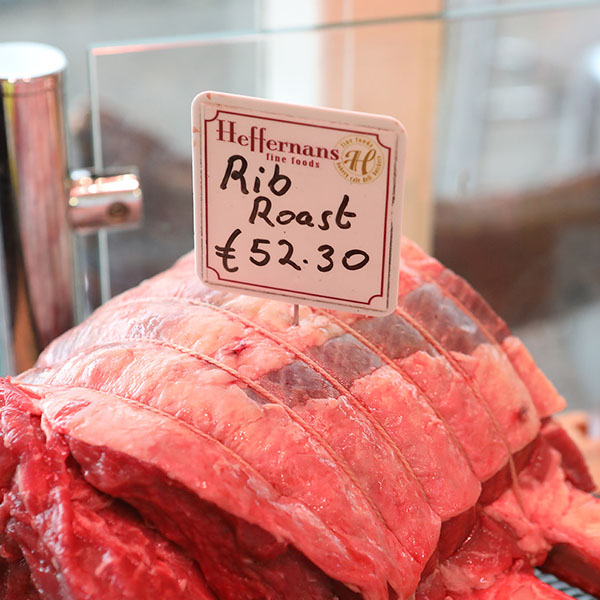 Heffernans
fine foods
H
Rib
Roast
€52.30